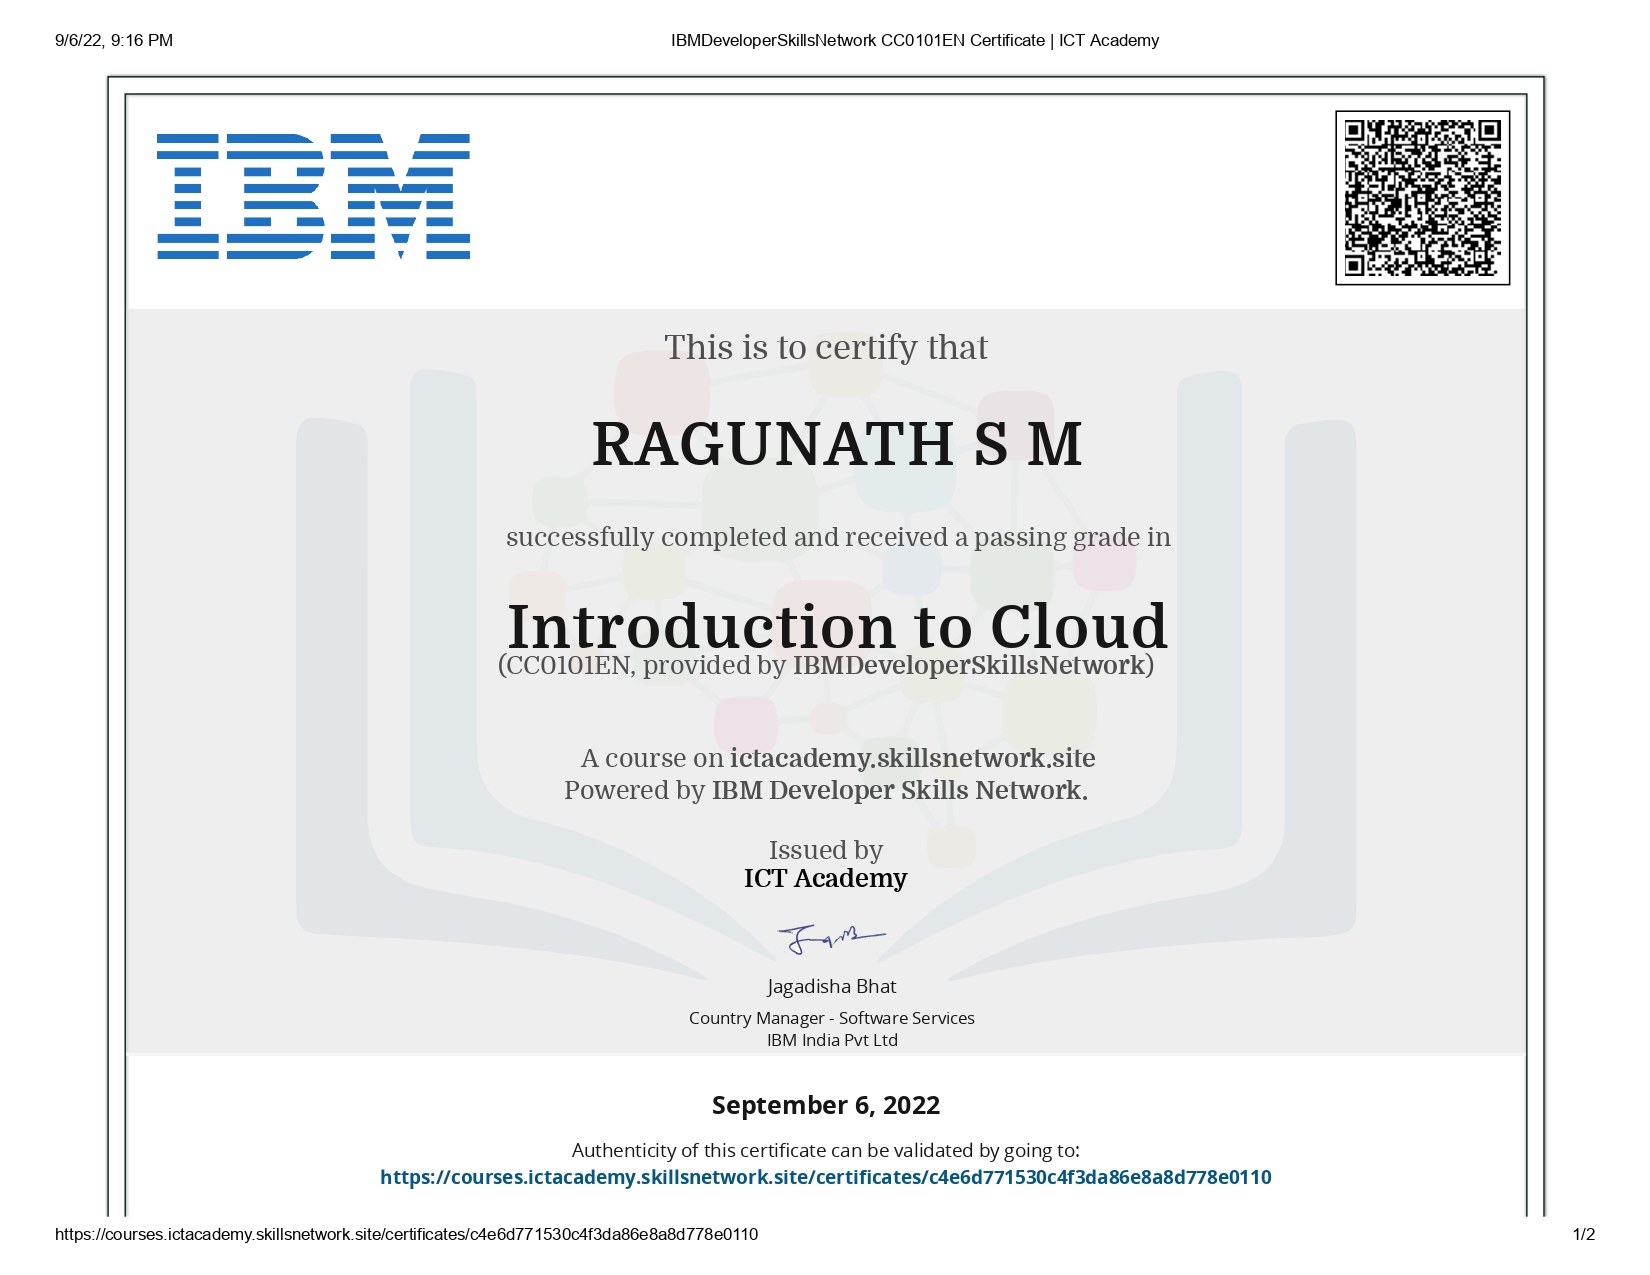 9/6/22, 9:16 PM
IBMDeveloperSkillsNetwork CC0101EN Certificate | ICT Academy
IBM
This is to certify that
RAGUNATH S M
successfully completed and received a passing grade in
Introduction to Cloud
(CC0101EN, provided by IBMDeveloperSkillsNetwork)
A course on ictacademy.skillsnetwork.site
Powered by IBM Developer Skills Network.
Issued by
ICT Academy
Jagadisha Bhat
Country Manager - Software Services
IBM India Pvt Ltd
September 6, 2022
Authenticity of this certificate can be validated by going to:
https://courses.ictacademy.skillsnetwork.site/certificates/c4e6d771530c4f3da86e8a8d778e0110
https://courses.ictacademy.skillsnetwork.site/certificates/c4e6d771530c4f3da86e8a8d778e0110
1/2